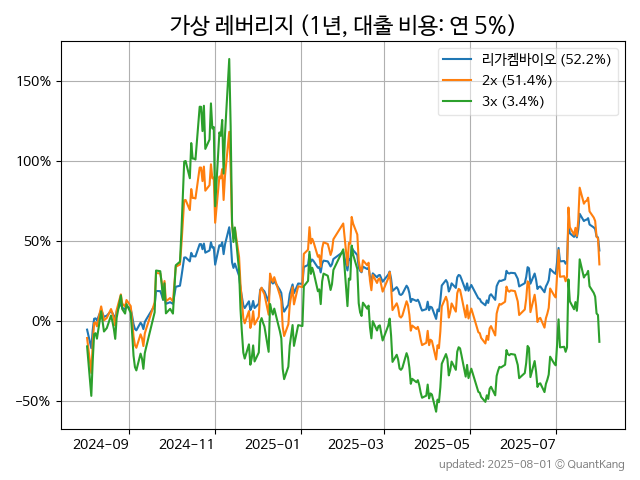 가상 레버리지 (1년, 대출 비용: 연 5%)
리가켐바이오 (52.2%)
2x (51.4%)
3x (3.4%)
150%
100%
50%
0%
−50%
2024-09
2024-11
2025-01
2025-03
2025-05
2025-07
updated: 2025-08-01 © QuantKang